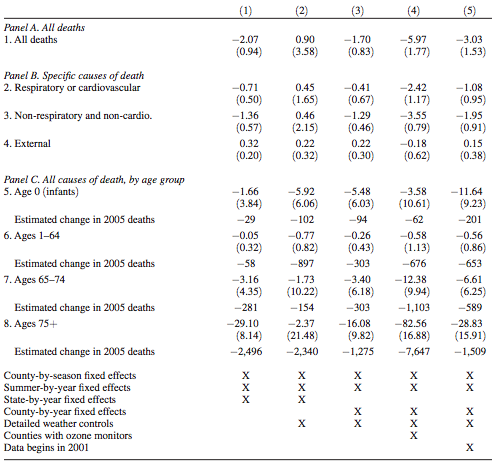 (1) (2) (3) (4) (5)
Panel A. All deaths
1. All deaths −2.07 0.90 −1.70 −5.97 −3.03
(0.94) (3.58) (0.83) (1.77) (1.53)
Panel B. Specific causes of death
2. Respiratory or cardiovascular −0.71 0.45 −0.41 −2.42 −1.08
(0.50) (1.65) (0.67) (1.17) (0.95)
3. Non-respiratory and non-cardio. −1.36 0.46 −1.29 −3.55 −1.95
(0.57) (2.15) (0.46) (0.79) (0.91)
4. External 0.32 0.22 0.22 −0.18 0.15
(0.20) (0.32) (0.30) (0.62) (0.38)
Panel C. All causes of death, by age group
5. Age 0 (infants) −1.66 −5.92 −5.48 −3.58 −11.64
(3.84) (6.06) (6.03) (10.61) (9.23)
Estimated change in 2005 deaths −29 −102 −94 −62 −201
6. Ages 1–64 −0.05 −0.77 −0.26 −0.58 −0.56
(0.32) (0.82) (0.43) (1.13) (0.86)
Estimated change in 2005 deaths −58 −897 −303 −676 −653
7. Ages 65–74 −3.16 −1.73 −3.40 −12.38 −6.61
(4.35) (10.22) (6.18) (9.94) (6.25)
Estimated change in 2005 deaths −281 −154 −303 −1,103 −589
8. Ages 75+ −29.10 −2.37 −16.08 −82.56 −28.83
(8.14) (21.48) (9.82) (16.88) (15.91)
Estimated change in 2005 deaths −2,496 −2,340 −1,275 −7,647 −1,509
County-by-season fixed effects X X X X X
Summer-by-year fixed effects X X X X X
State-by-year fixed effects X X
County-by-year fixed effects X X X
Detailed weather controls X X X X
Counties with ozone monitors X
Data begins in 2001 X